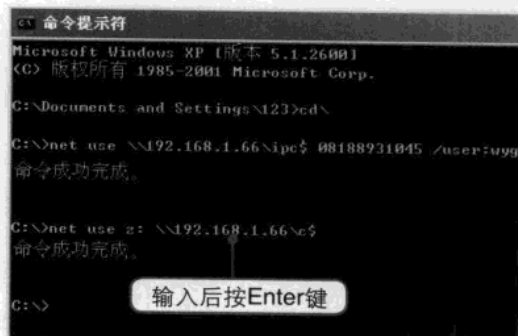 命令提示符
Microsoft Windows XP [版本 5.1.2600]
(C) 版权所有 1985-2001 Microsoft Corp.
C:\Documents and Settings\123>cd\
C:\>net use \\192.168.1.66\ipc$ 08188931045 /user:wyg
命令成功完成。
C:\>net use z: \\192.168.1.66\c$
命令成功完成。
输入后按Enter键
C:\>